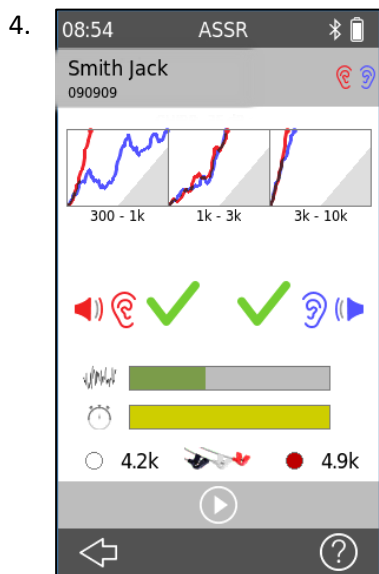 4.
08:54 ASSR
Smith Jack
090909
300 - 1k 1k - 3k 3k - 10k
4.2k 4.9k
?